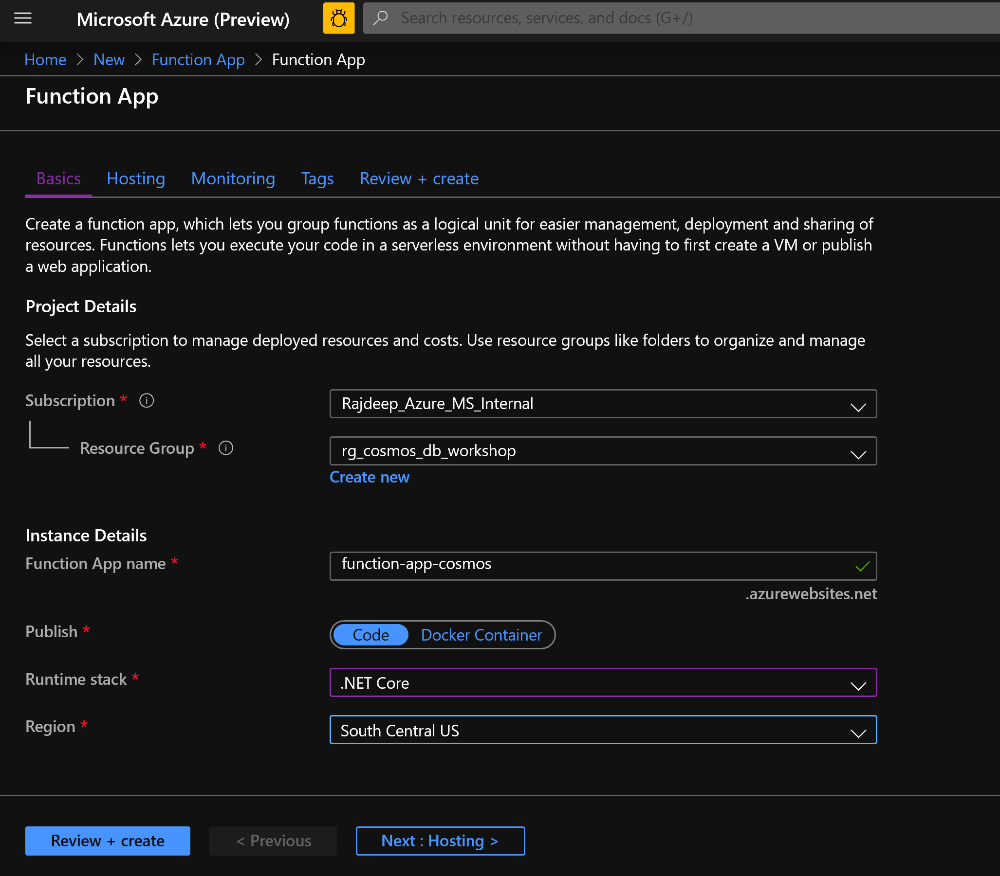 Microsoft Azure (Preview)
Search resources, services, and docs (G+/)
Home > New > Function App > Function App
Function App
Basics Hosting Monitoring Tags Review + create
Create a function app, which lets you group functions as a logical unit for easier management, deployment and sharing of
resources. Functions lets you execute your code in a serverless environment without having to first create a VM or publish
a web application.
Project Details
Select a subscription to manage deployed resources and costs. Use resource groups like folders to organize and manage
all your resources.
Subscription * Rajdeep_Azure_MS_Internal
Resource Group * rg_cosmos_db_workshop
Create new
Instance Details
Function App name * function-app-cosmos
.azurewebsites.net
Publish * Code Docker Container
Runtime stack * .NET Core
Region * South Central US
Review + create < Previous Next : Hosting >